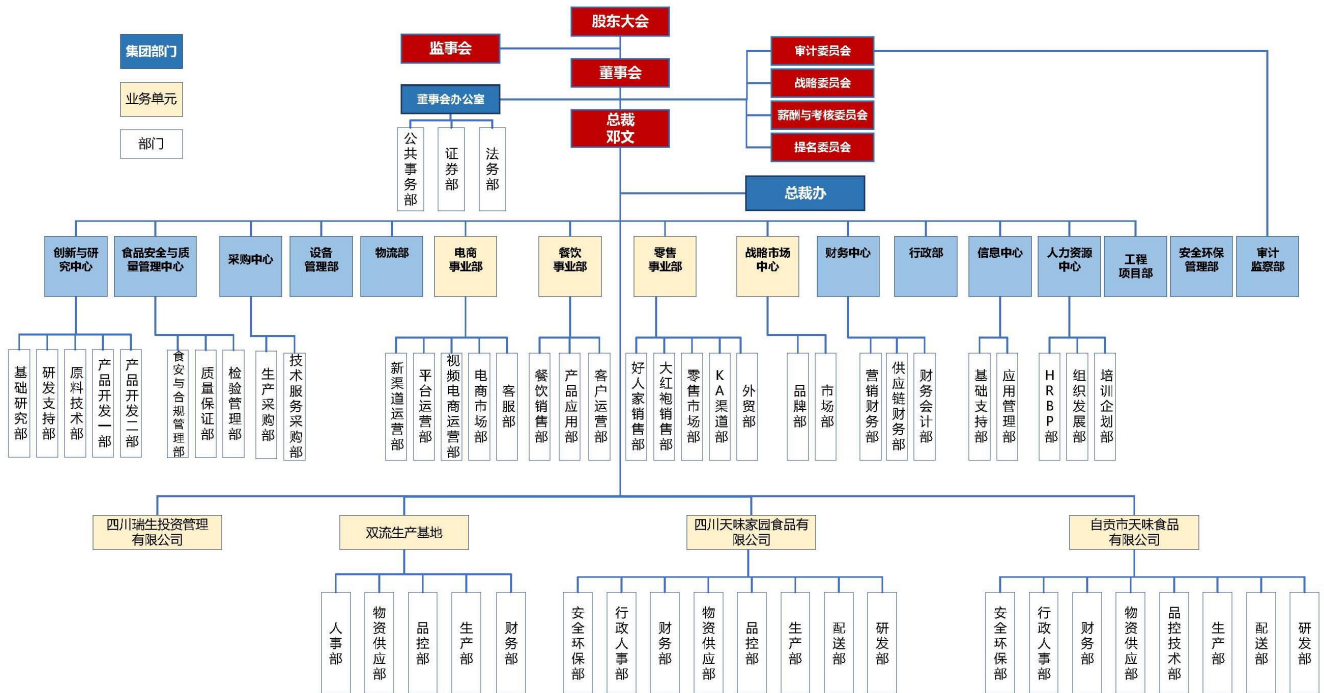 股东大会
集团部门
监事会
审计委员会
董事会
战略委员会
业务单元
董事会办公室
薪酬与考核委员会
总裁
邓文
部门
提名委员会
公共事务部
证券部
法务部
总裁办
创新与研
究中心
食品安全与质
量管理中心
采购中心
设备
管理部
物流部
电商
事业部
餐饮
事业部
零售
事业部
战略市场
中心
财务中心
行政部
信息中心
人力资源
中心
工程
项目部
安全环保
管理部
审计
监察部
基础研究部
研发支持部
原料技术部
产品开发一部
产品开发二部
食安与合规管理部
质量保证部
检验管理部
生产采购部
技术服务采购部
新渠道运营部
平台运营部
视频电商运营部
电商市场部
客服部
餐饮销售部
产品应用部
客户运营部
好人家销售部
大红袍销售部
零售市场部
KA渠道部
外贸部
品牌部
市场部
营销财务部
供应链财务部
财务会计部
基础支持部
应用管理部
HRBP部
组织发展部
培训企划部
四川瑞生投资管理
有限公司
双流生产基地
四川天味家园食品有
限公司
自贡市天味食品
有限公司
人事部
物资供应部
品控部
生产部
财务部
安全环保部
行政人事部
财务部
物资供应部
品控部
生产部
配送部
研发部
安全环保部
行政人事部
财务部
物资供应部
品控技术部
生产部
配送部
研发部